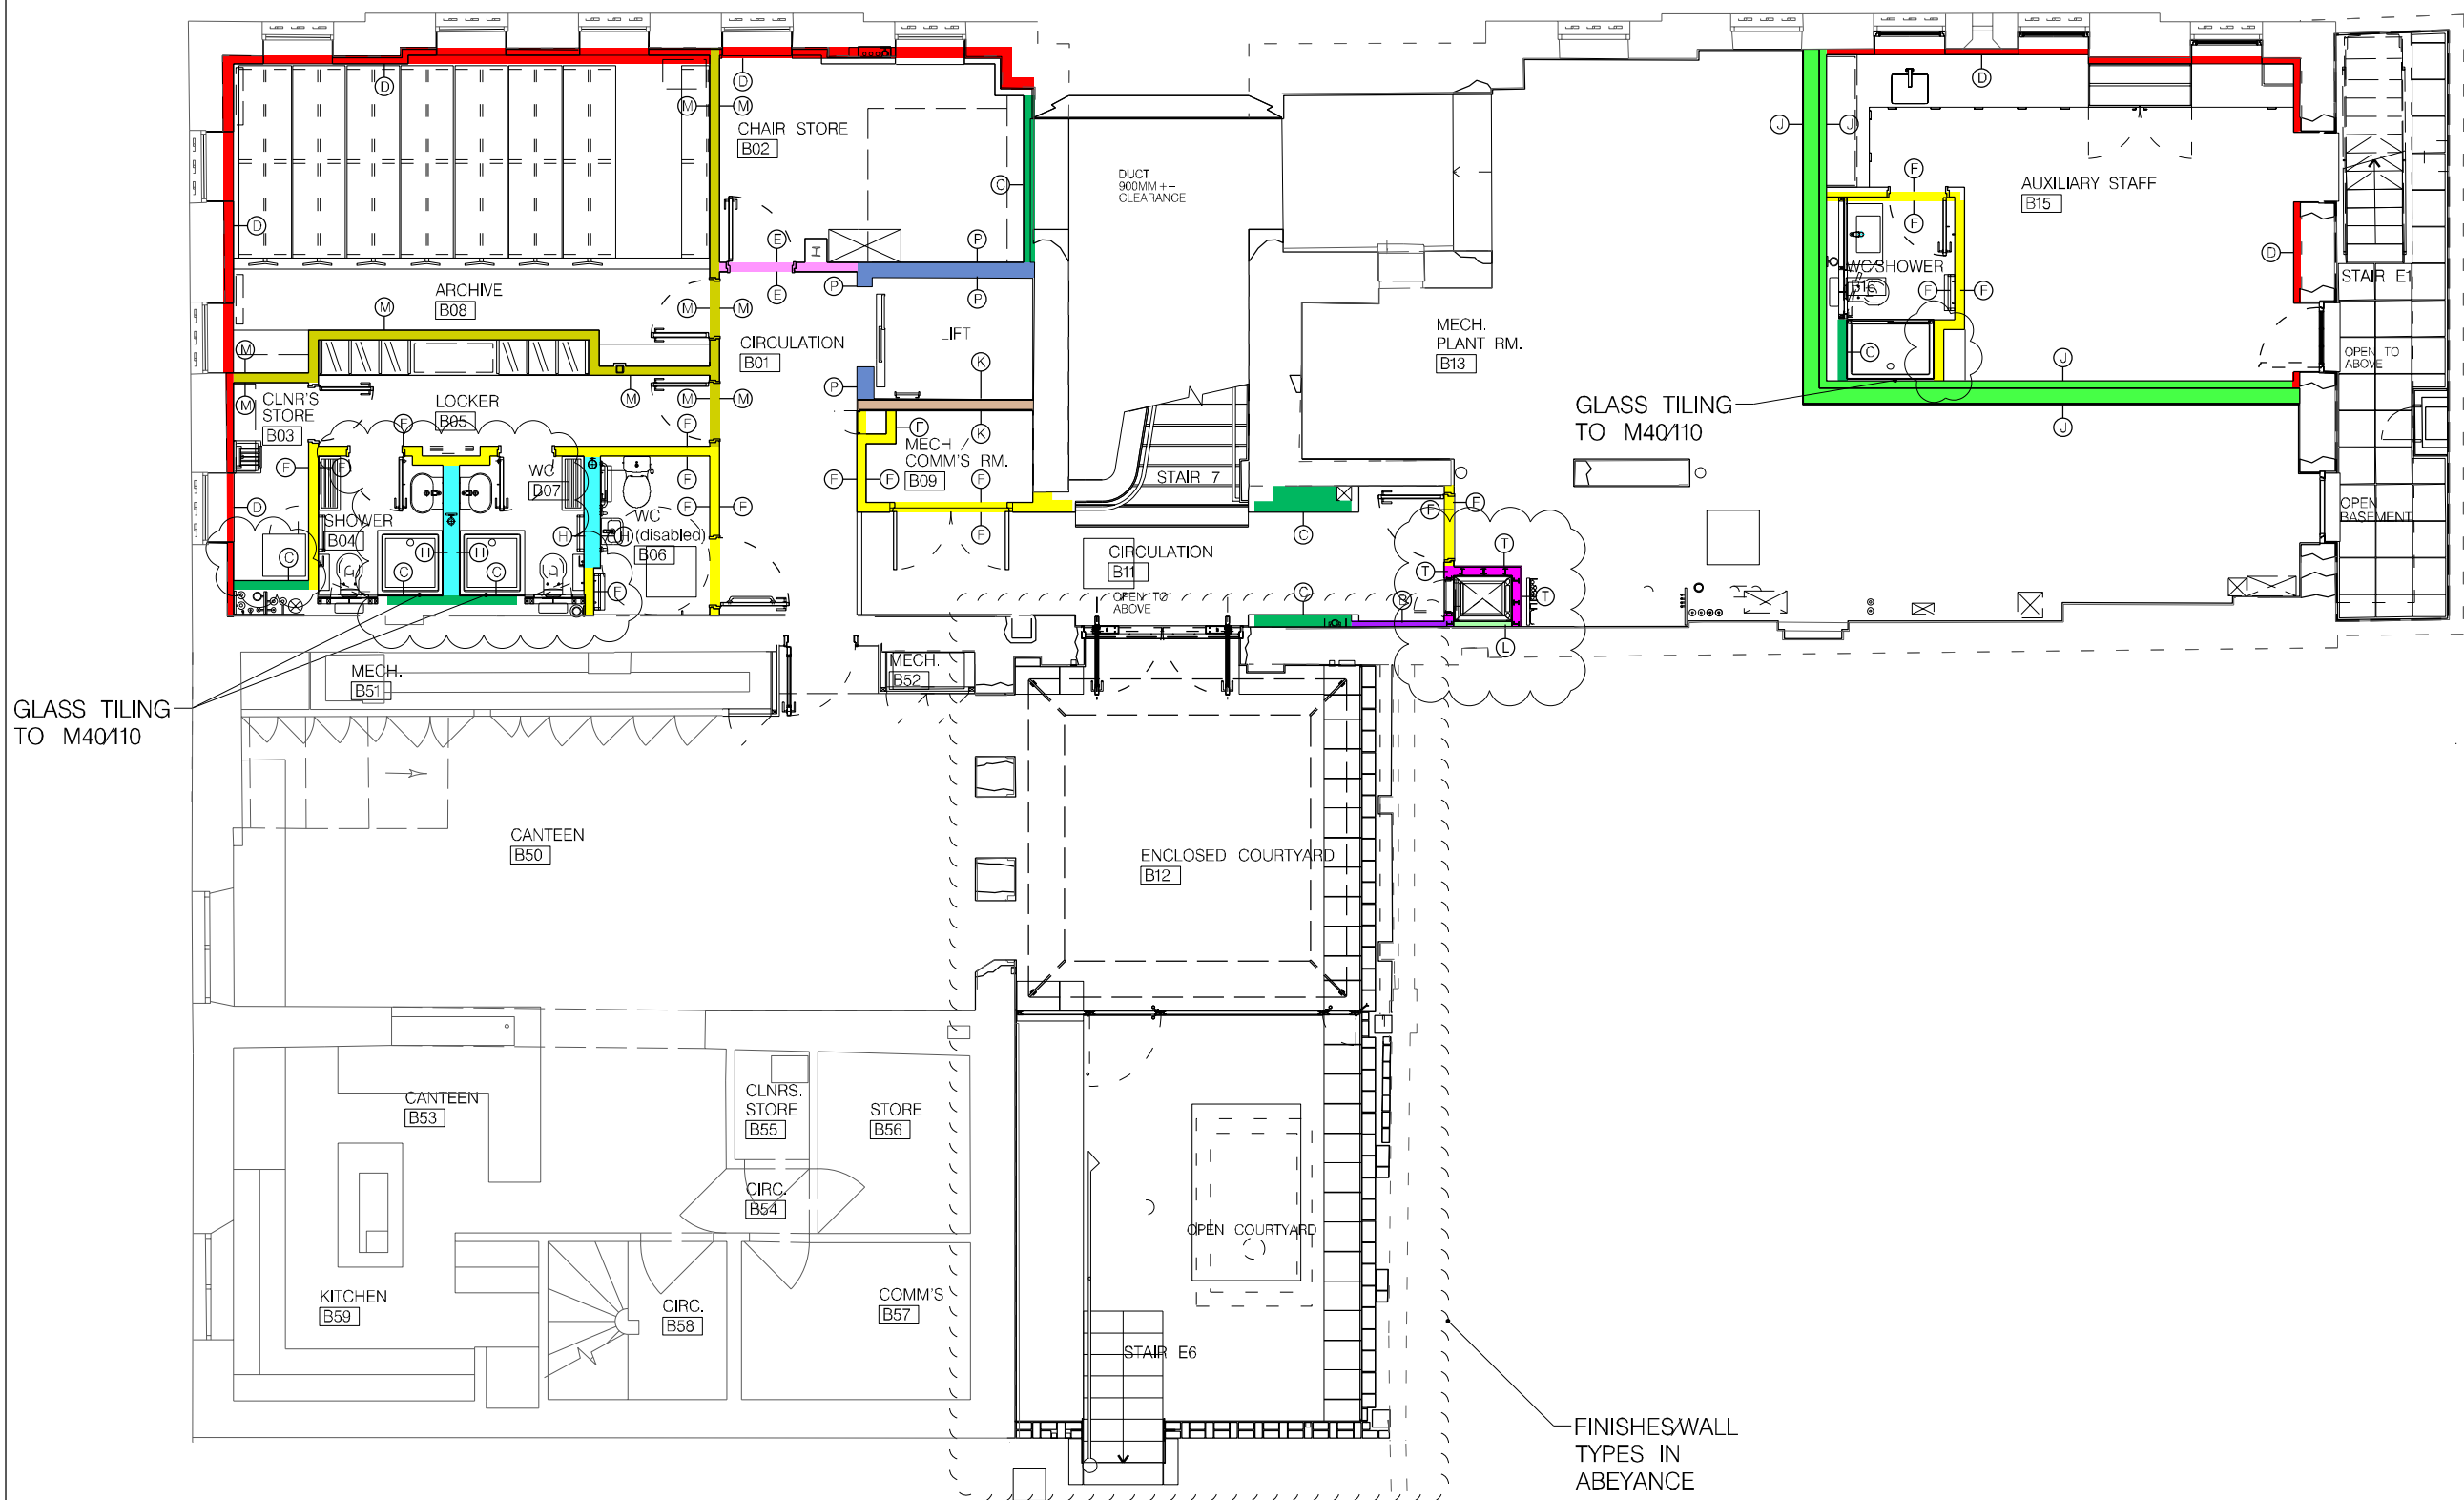 D
D
M
M
CHAIR STORE
B02
C
D
E
H
P
E
P
P
ARCHIVE
B08
M
M
M
M
M
CIRCULATION
B01
LIFT
K
P
K
CLNR'S
STORE
B03
LOCKER
B05
M
M
M
F
F
F
F
F
MECH /
COMM'S RM.
B09
F
F
F
F
F
F
F
WC
B07
D
SHOWER
B04
H
H
H
H
WC
(disabled)
B06
C
C
C
F
DUCT
900MM +-
CLEARANCE
STAIR 7
C
CIRCULATION
B11
OPEN TO
ABOVE
C
B
MECH.
PLANT RM.
B13
F
F
T
T
T
L
J
J
D
AUXILIARY STAFF
B15
F
F
WC/SHOWER
B16
F
F
C
D
J
J
STAIR E1
OPEN TO
ABOVE
OPEN
BASEMENT
GLASS TILING
TO M40/110
GLASS TILING
TO M40/110
MECH.
B51
MECH.
B52
CANTEEN
B50
ENCLOSED COURTYARD
B12
CANTEEN
B53
CLNRS.
STORE
B55
STORE
B56
CIRC.
B54
OPEN COURTYARD
KITCHEN
B59
CIRC.
B58
COMM'S
B57
STAIR E6
FINISHES/WALL
TYPES IN
ABEYANCE